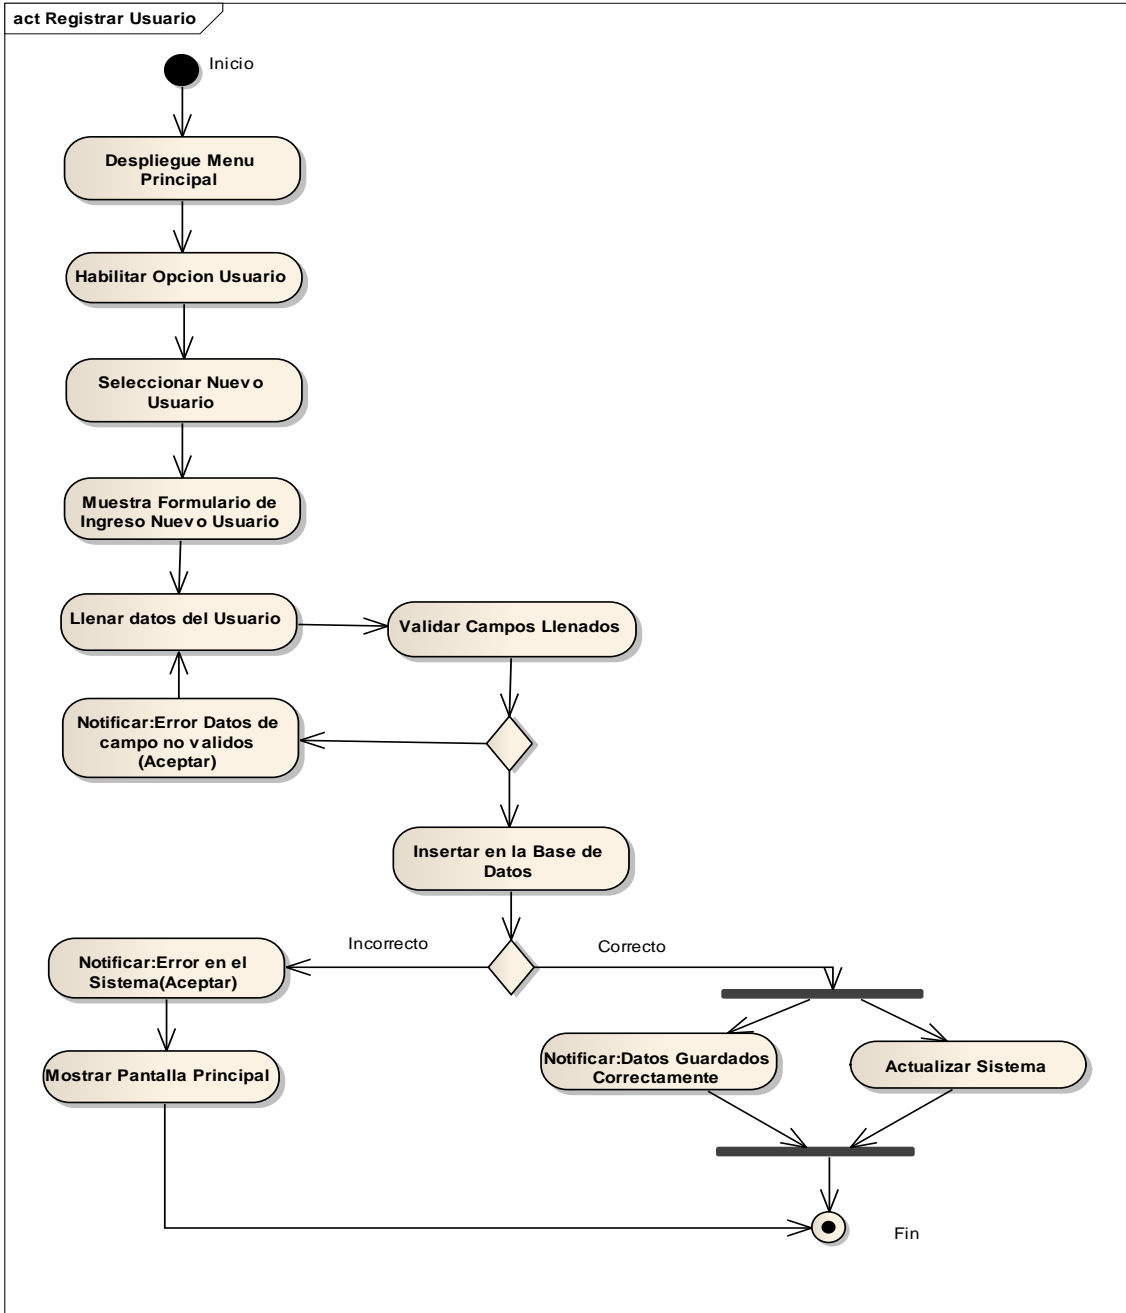 act Registrar Usuario
Inicio
Despliegue Menu
Principal
Habilitar Opcion Usuario
Seleccionar Nuevo
Usuario
Muestra Formulario de
Ingreso Nuevo Usuario
Llenar datos del Usuario
Validar Campos Llenados
Notificar:Error Datos de
campo no validos
(Aceptar)
Insertar en la Base de
Datos
Incorrecto
Correcto
Notificar:Error en el
Sistema(Aceptar)
Notificar:Datos Guardados
Correctamente
Actualizar Sistema
Mostrar Pantalla Principal
Fin